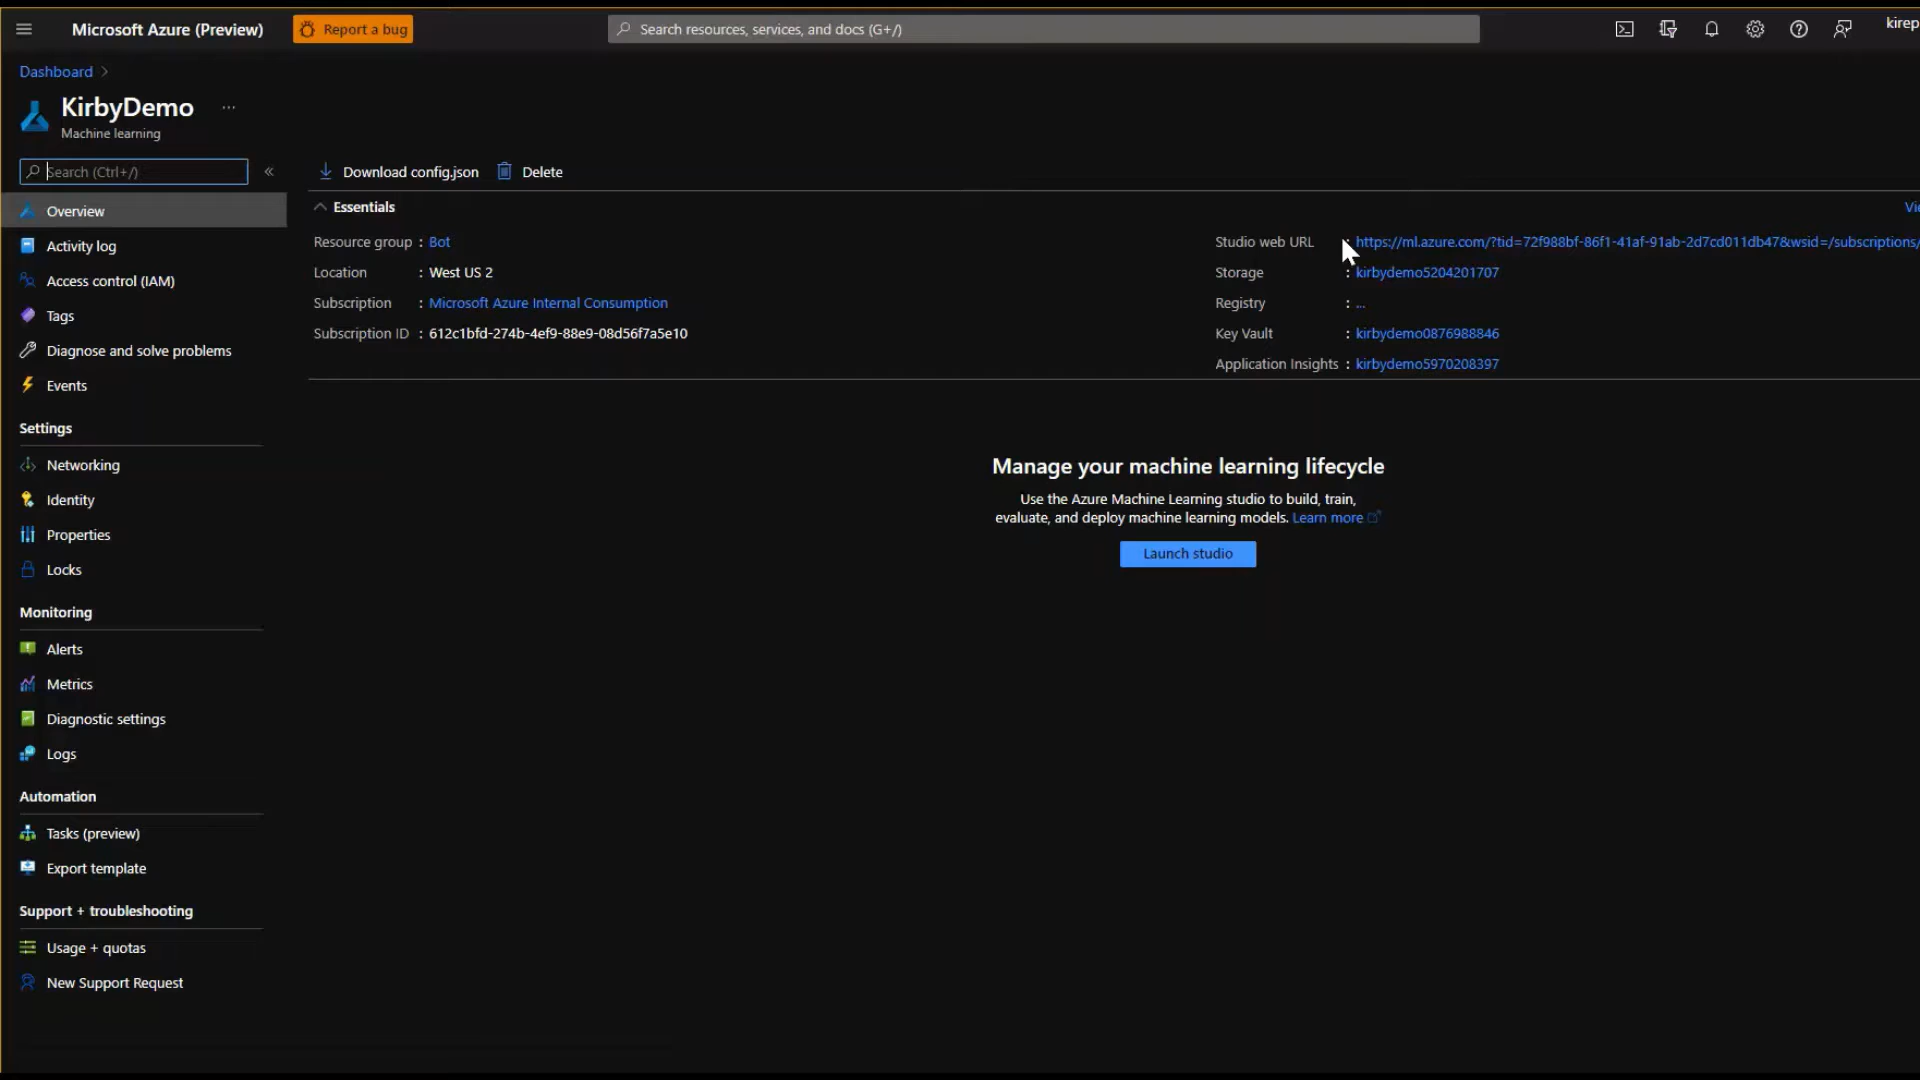 Microsoft Azure (Preview)
Report a bug
Search resources, services, and docs (G+/)
kirep
Dashboard
KirbyDemo
Machine learning
Search (Ctrl+/)
Download config.json
Delete
Overview
Activity log
Access control (IAM)
Tags
Diagnose and solve problems
Events
Settings
Networking
Identity
Properties
Locks
Monitoring
Alerts
Metrics
Diagnostic settings
Logs
Automation
Tasks (preview)
Export template
Support + troubleshooting
Usage + quotas
New Support Request
Essentials
Vie
Resource group : Bot
Location : West US 2
Subscription : Microsoft Azure Internal Consumption
Subscription ID : 612c1bfd-274b-4ef9-88e9-08d56f7a5e10
Studio web URL : https://ml.azure.com/?tid=72f988bf-86f1-41af-91ab-2d7cd011db47&wsid=/subscriptions/
Storage : kirbydemo5204201707
Registry : ...
Key Vault : kirbydemo0876988846
Application Insights : kirbydemo5970208397
Manage your machine learning lifecycle
Use the Azure Machine Learning studio to build, train,
evaluate, and deploy machine learning models. Learn more
Launch studio